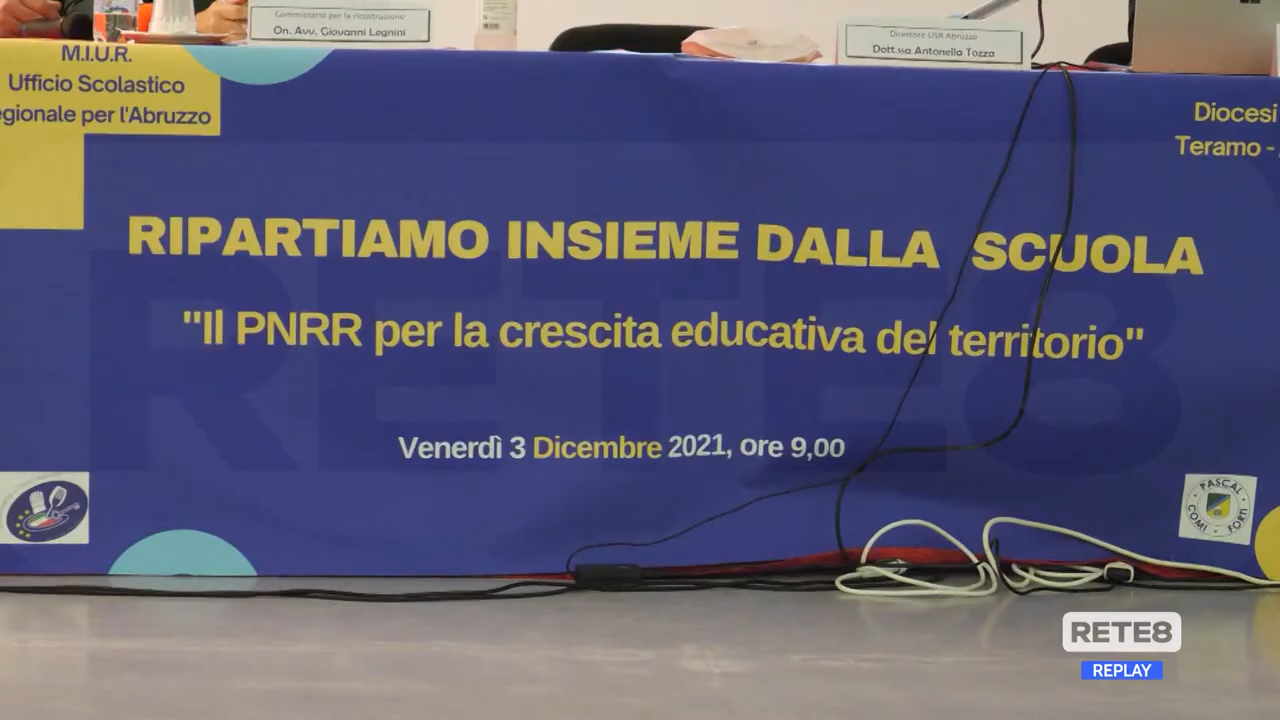 Commissario per la ricostruzione
On. Avv. Giovanni Legnini
Direttore USR Abruzzo
Dott.ssa Antonella Tozza
M.I.U.R.
Ufficio Scolastico
egionale per l'Abruzzo
Diocesi
Teramo -
RIPARTIAMO INSIEME DALLA SCUOLA
"Il PNRR per la crescita educativa del territorio"
Venerdì 3 Dicembre 2021, ore 9,00
PASCAL
COMI • FORTI
RETE8
RETE8
REPLAY